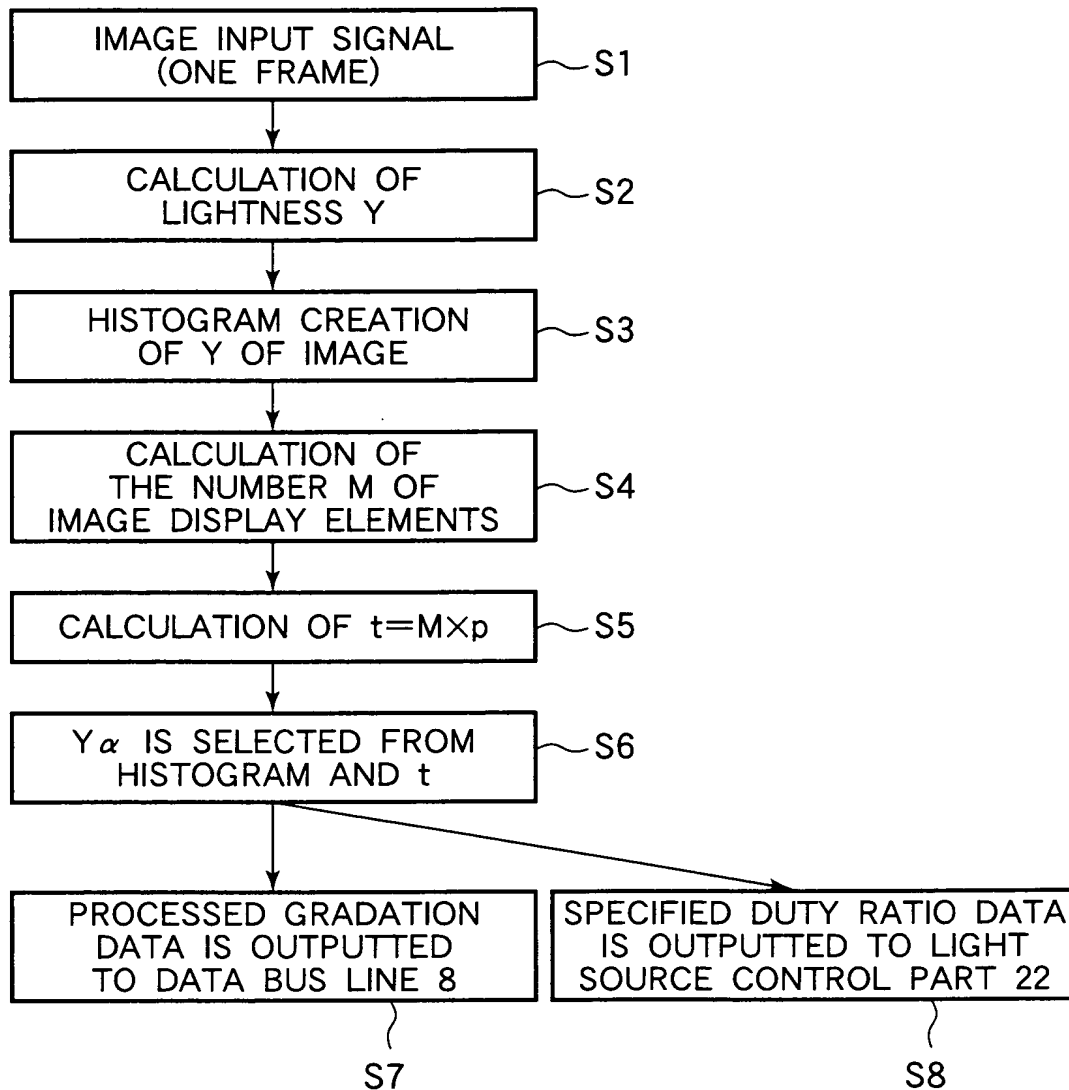 IMAGE INPUT SIGNAL
(ONE FRAME)
S1
CALCULATION OF
LIGHTNESS Y
S2
HISTOGRAM CREATION
OF Y OF IMAGE
S3
CALCULATION OF
THE NUMBER M OF
IMAGE DISPLAY ELEMENTS
S4
CALCULATION OF t=M×p
S5
Yα IS SELECTED FROM
HISTOGRAM AND t
S6
PROCESSED GRADATION
DATA IS OUTPUTTED
TO DATA BUS LINE 8
S7
SPECIFIED DUTY RATIO DATA
IS OUTPUTTED TO LIGHT
SOURCE CONTROL PART 22
S8